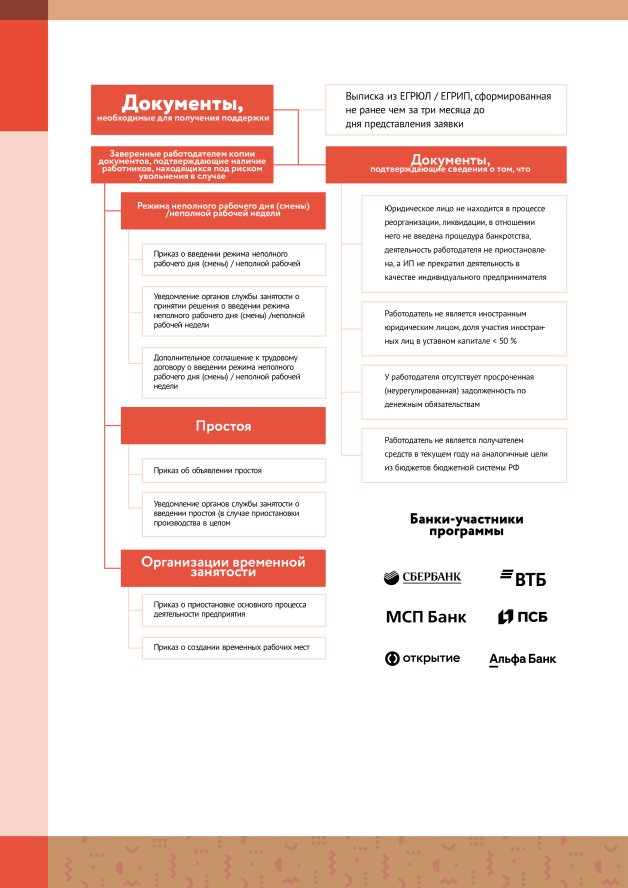 Документы,
необходимые для получения поддержки
Выписка из ЕГРЮЛ / ЕГРИП, сформированная
не ранее чем за три месяца до
дня представления заявки
Заверенные работодателем копии
документов, подтверждающие наличие
работников, находящихся под риском
увольнения в случае
Режима неполного рабочего дня (смены)
/неполной рабочей недели
Приказ о введении режима неполного
рабочего дня (смены) / неполной рабочей
Уведомление органов службы занятости о
принятии решения о введении режима
неполного рабочего дня (смены) /неполной
рабочей недели
Дополнительное соглашение к трудовому
договору о введении режима неполного
рабочего дня (смены) / неполной рабочей
недели
Простоя
Приказ об объявлении простоя
Уведомление органов службы занятости о
введении простоя (в случае приостановки
производства в целом
Организации временной
занятости
Приказ о приостановке основного процесса
деятельности предприятия
Приказ о создании временных рабочих мест
Документы,
подтверждающие сведения о том, что
Юридическое лицо не находится в процессе
реорганизации, ликвидации, в отношении
него не введена процедура банкротства,
деятельность работодателя не приостановле-
на, а ИП не прекратил деятельность в
качестве индивидуального предпринимателя
Работодатель не является иностранным
юридическим лицом, доля участия иностран-
ных лиц в уставном капитале < 50 %
У работодателя отсутствует просроченная
(неурегулированная) задолженность по
денежным обязательствам
Работодатель не является получателем
средств в текущем году на аналогичные цели
из бюджетов бюджетной системы РФ
Банки-участники
программы
СБЕРБАНК
ВТБ
МСП Банк
ПСБ
открытие
Альфа Банк